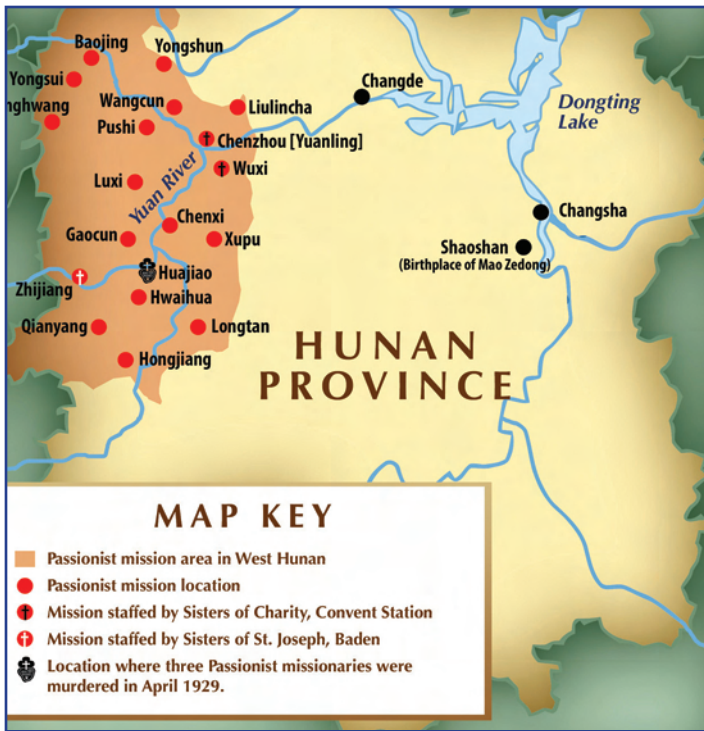 Baojing
Yongshun
Yongsui
nghwang
Wangcun
Liulincha
Pushi
Chenzhou [Yuanling]
Wuxi
Luxi
Yuan River
Chenxi
Gaocun
Xupu
Zhijiang
Huajiao
Hwaihua
Qianyang
Longtan
Hongjiang
Changde
Dongting
Lake
Changsha
Shaoshan
(Birthplace of Mao Zedong)
HUNAN
PROVINCE
MAP KEY
Passionist mission area in West Hunan
Passionist mission location
Mission staffed by Sisters of Charity, Convent Station
Mission staffed by Sisters of St. Joseph, Baden
Location where three Passionist missionaries were
murdered in April 1929.